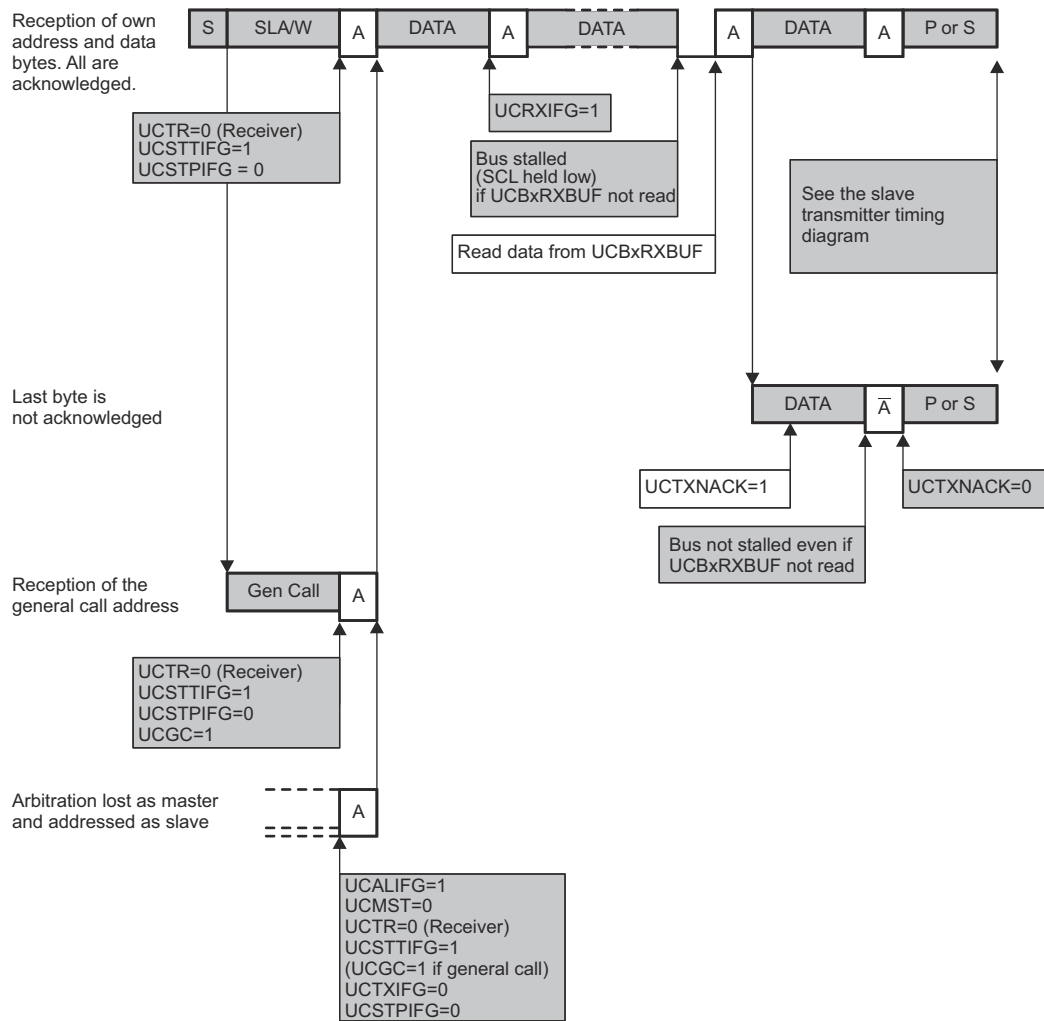 Reception of own
address and data
bytes. All are
acknowledged.
S SLA/W A DATA A DATA A DATA A P or S
UCTR=0 (Receiver)
UCSTTIFG=1
UCSTPIFG = 0
UCRXIFG=1
Bus stalled
(SCL held low)
if UCBxRXBUF not read
Read data from UCBxRXBUF
See the slave
transmitter timing
diagram
Last byte is
not acknowledged
DATA A̅ P or S
UCTXNACK=1
UCTXNACK=0
Bus not stalled even if
UCBxRXBUF not read
Reception of the
general call address
Gen Call A
UCTR=0 (Receiver)
UCSTTIFG=1
UCSTPIFG=0
UCGC=1
Arbitration lost as master
and addressed as slave
A
UCALIFG=1
UCMST=0
UCTR=0 (Receiver)
UCSTTIFG=1
(UCGC=1 if general call)
UCTXIFG=0
UCSTPIFG=0